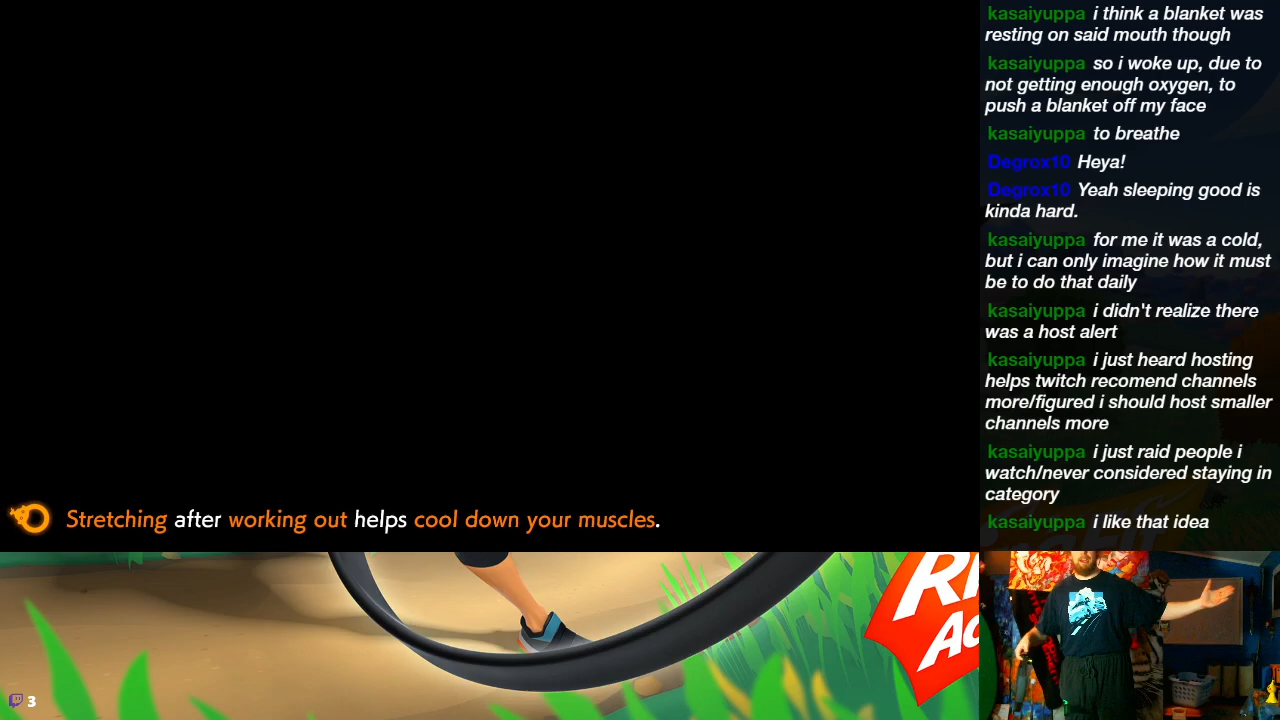 kasaiyuppa i think a blanket was
resting on said mouth though
kasaiyuppa so i woke up, due to
not getting enough oxygen, to
push a blanket off my face
kasaiyuppa to breathe
Degrox10 Heya!
Degrox10 Yeah sleeping good is
kinda hard.
kasaiyuppa for me it was a cold,
but i can only imagine how it must
be to do that daily
kasaiyuppa i didn't realize there
was a host alert
kasaiyuppa i just heard hosting
helps twitch recomend channels
more/figured i should host smaller
channels more
kasaiyuppa i just raid people i
watch/never considered staying in
category
kasaiyuppa i like that idea
Stretching after working out helps cool down your muscles.
3